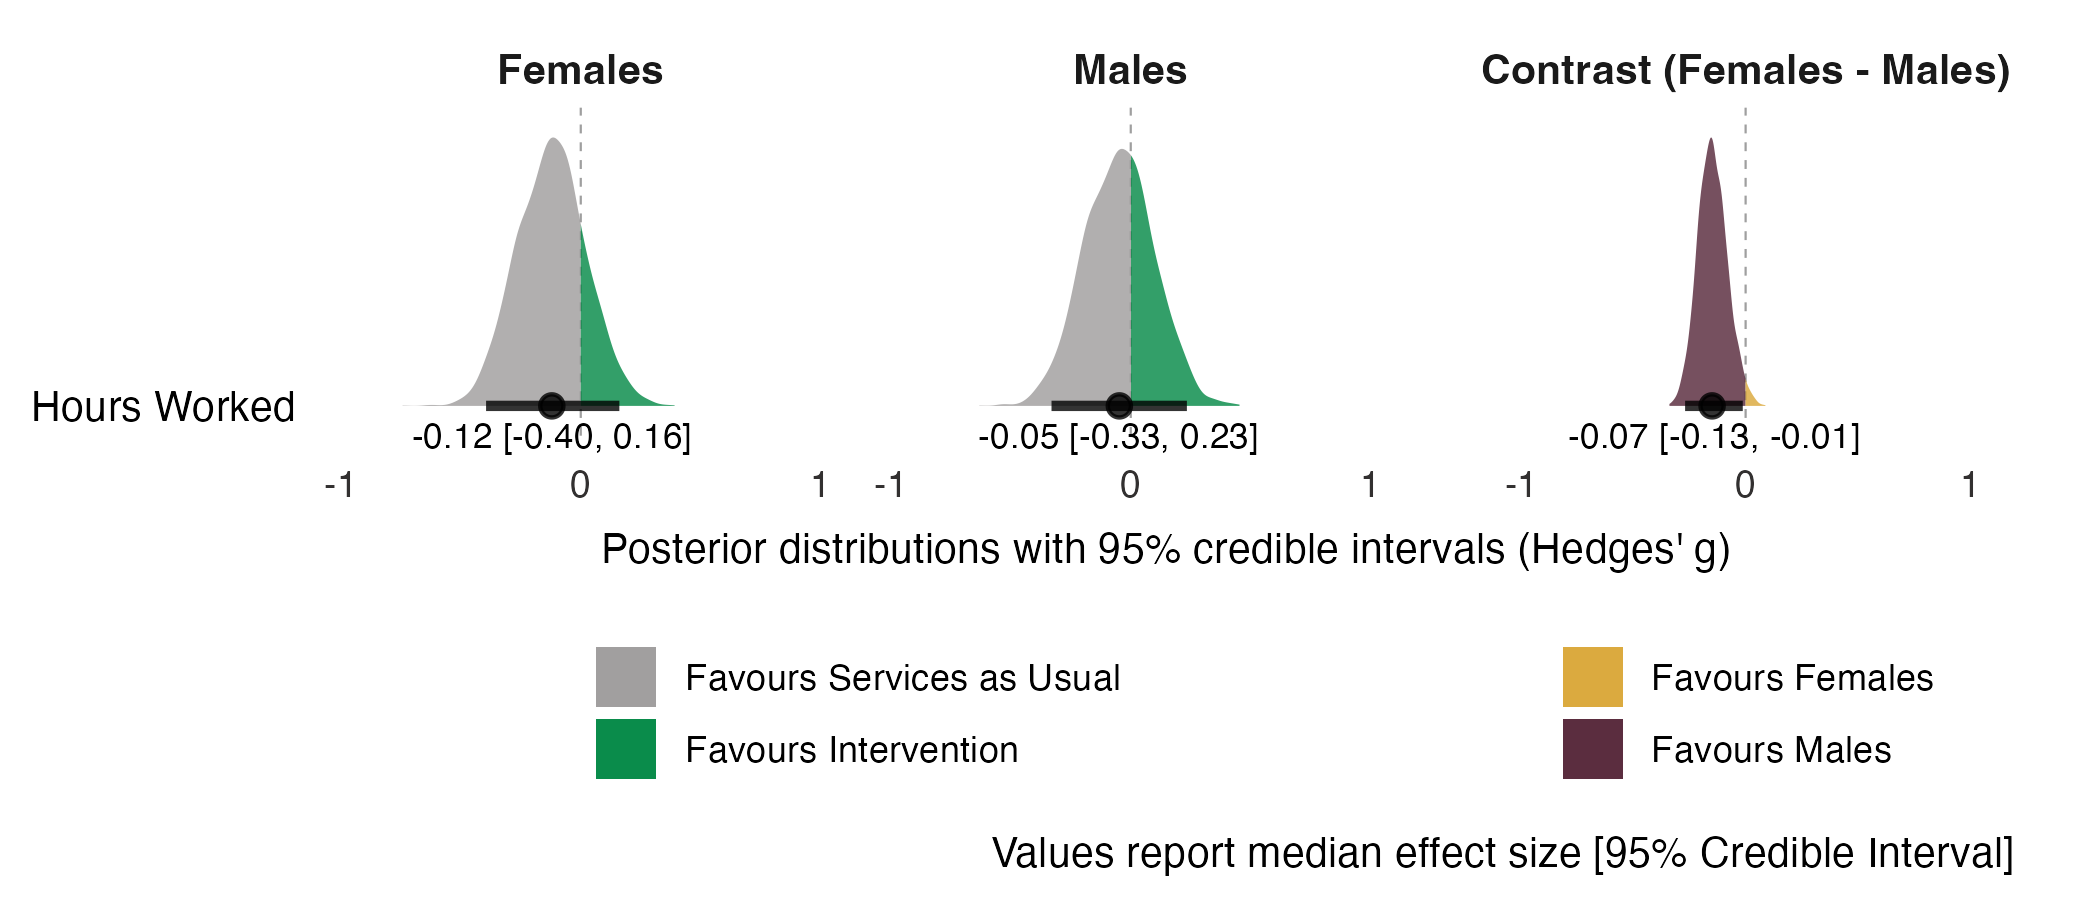 Females Males Contrast (Females - Males)
Hours Worked
-0.12 [-0.40, 0.16] -0.05 [-0.33, 0.23] -0.07 [-0.13, -0.01]
-1 0 1 -1 0 1 -1 0 1
Posterior distributions with 95% credible intervals (Hedges' g)
Favours Services as Usual
Favours Intervention
Favours Females
Favours Males
Values report median effect size [95% Credible Interval]